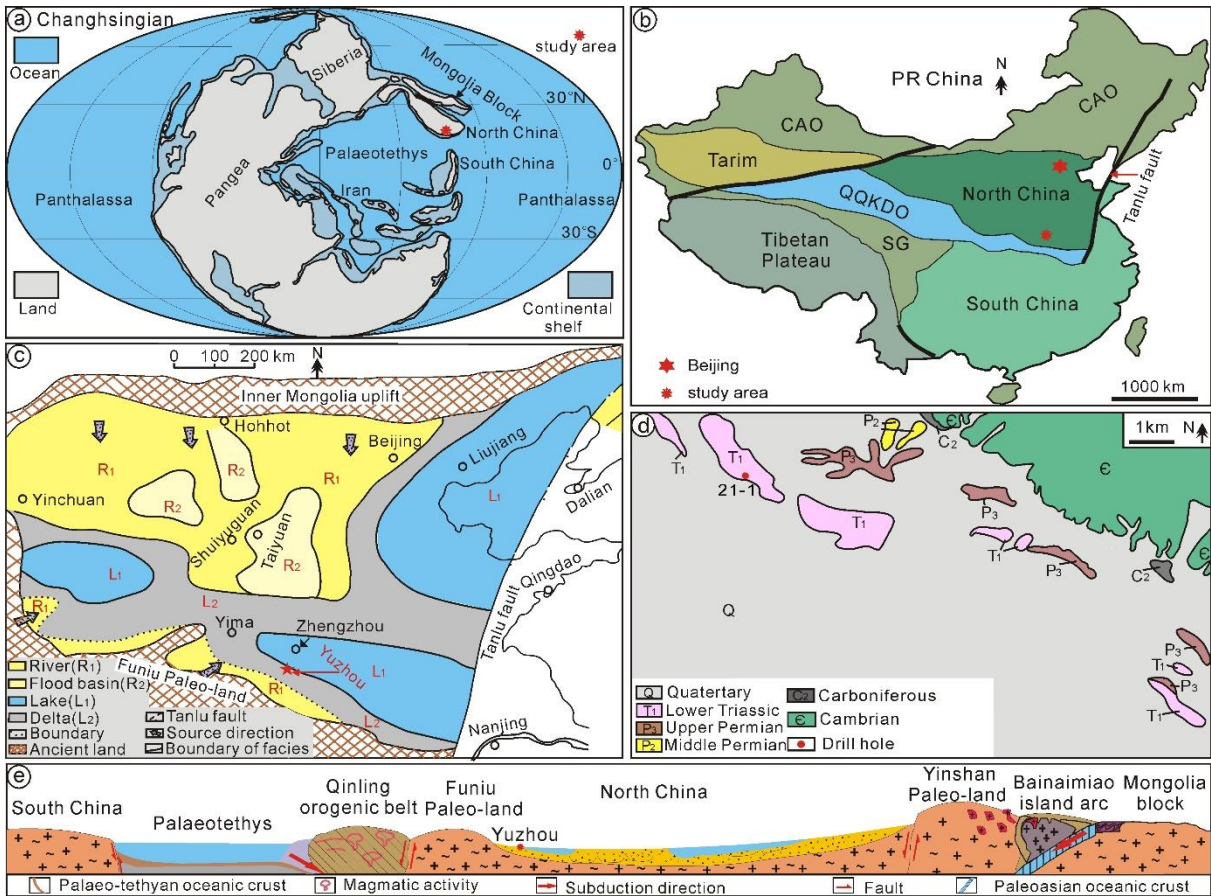 a Changhsingian
Ocean
study area
Siberia
Mongolia Block
30°N
North China
Palaeotethys
South China
0°
Pangea
Iran
Panthalassa
Panthalassa
30°S
Land
Continental
shelf
b
PR China
N
CAO
CAO
Tarim
North China
Tanlu fault
QQKDO
SG
Tibetan
Plateau
South China
Beijing
study area
1000 km
c
0 100 200 km
N
Inner Mongolia uplift
Hohhot
Beijing
Liujiang
R1
R2
R1
L1
Yinchuan
R2
Dalian
Shuiyuguan
Taiyuan
R2
L1
Qingdao
R1
L2
Yima
Zhengzhou
Tanlu fault
Funiu Paleo-land
Yuzhou
L1
R1
L2
Nanjing
River(R1)
Flood basin(R2)
Lake(L1)
Delta(L2)
Boundary
Ancient land
Tanlu fault
Source direction
Boundary of facies
d
1km
N
P2
C2
T1
T1
P3
Є
21-1
P3
T1
T1
P3
C2
Є
Q
P3
T1
P3
T1
Q Quatertary
T1 Lower Triassic
P3 Upper Permian
P2 Middle Permian
C2 Carboniferous
Є Cambrian
Drill hole
e
South China
Palaeotethys
Qinling
orogenic belt
Funiu
Paleo-land
Yuzhou
North China
Yinshan
Paleo-land
Bainaimiao
island arc
Mongolia
block
Palaeo-tethyan oceanic crust
Magmatic activity
Subduction direction
Fault
Paleoasian oceanic crust